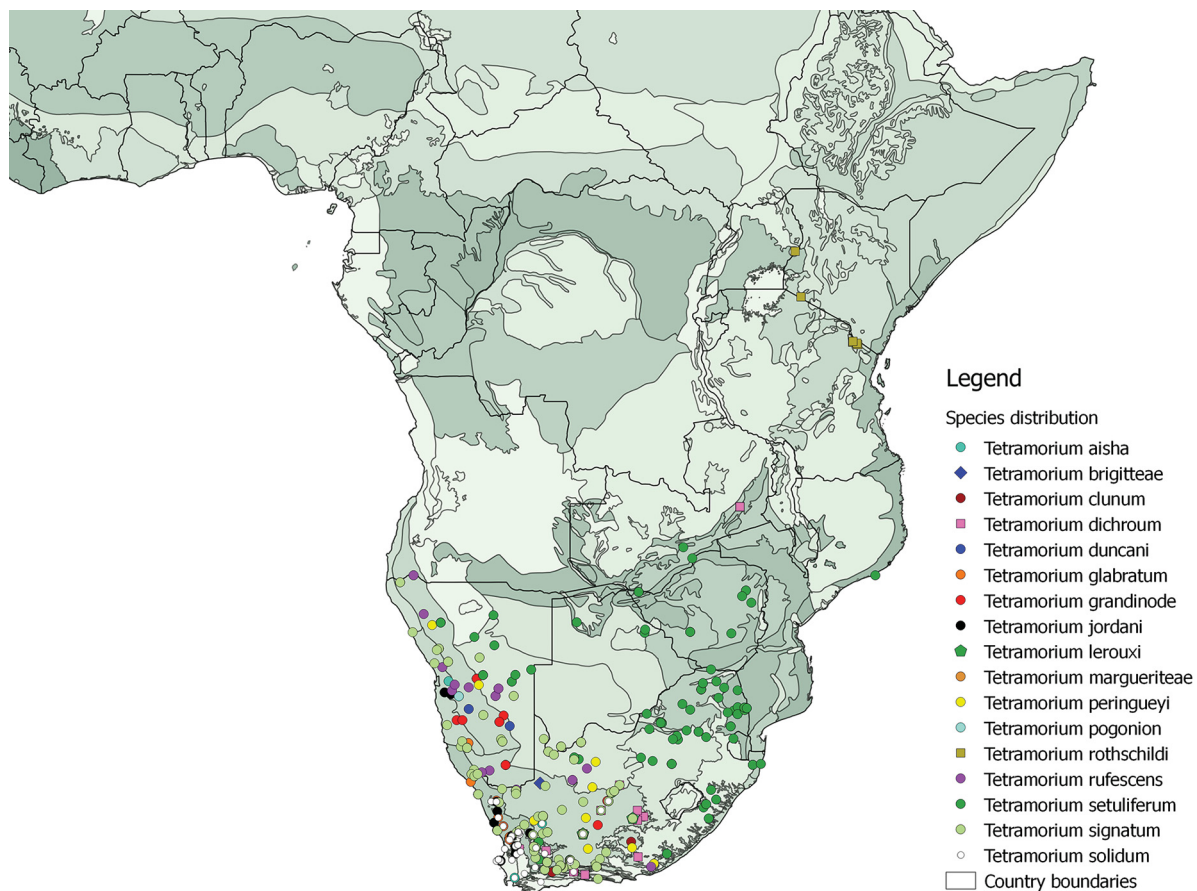 Legend
Species distribution
Tetramorium aisha
Tetramorium brigitteae
Tetramorium clunum
Tetramorium dichroum
Tetramorium duncani
Tetramorium glabratum
Tetramorium grandinode
Tetramorium jordani
Tetramorium lerouxi
Tetramorium margueriteae
Tetramorium peringueyi
Tetramorium pogonion
Tetramorium rothschildi
Tetramorium rufescens
Tetramorium setuliferum
Tetramorium signatum
Tetramorium solidum
Country boundaries